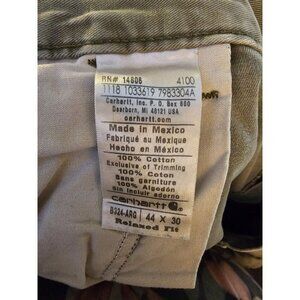 RN# 14806 4100
1118 1033619 7983304A
Carhartt, Inc. P.O. Box 600
Dearborn, MI 48121 USA
carhartt.com
Made in Mexico
Fabriqué au Mexique
Hecho en México
100% Cotton
Exclusive of Trimming
100% Coton
Sans garniture
100% Algodón
Sin incluir adorno
carhartt
B324-ARG 44 X 30
Relaxed Fit